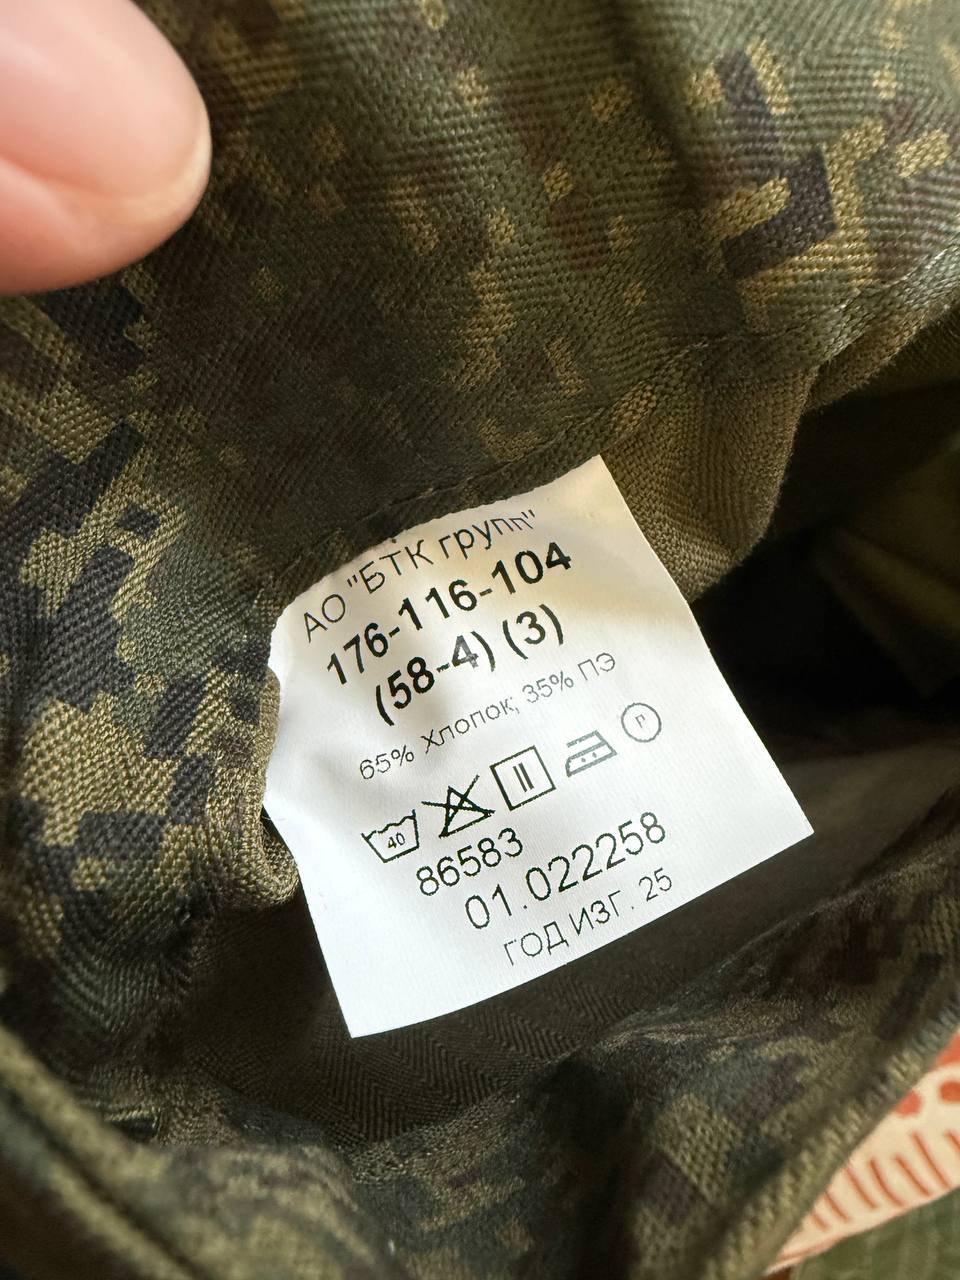 АО "БТК групп"
176-116-104
(58-4) (3)
65% Хлопок; 35% ПЭ
40 P
86583
01.022258
ГОД ИЗГ. 25